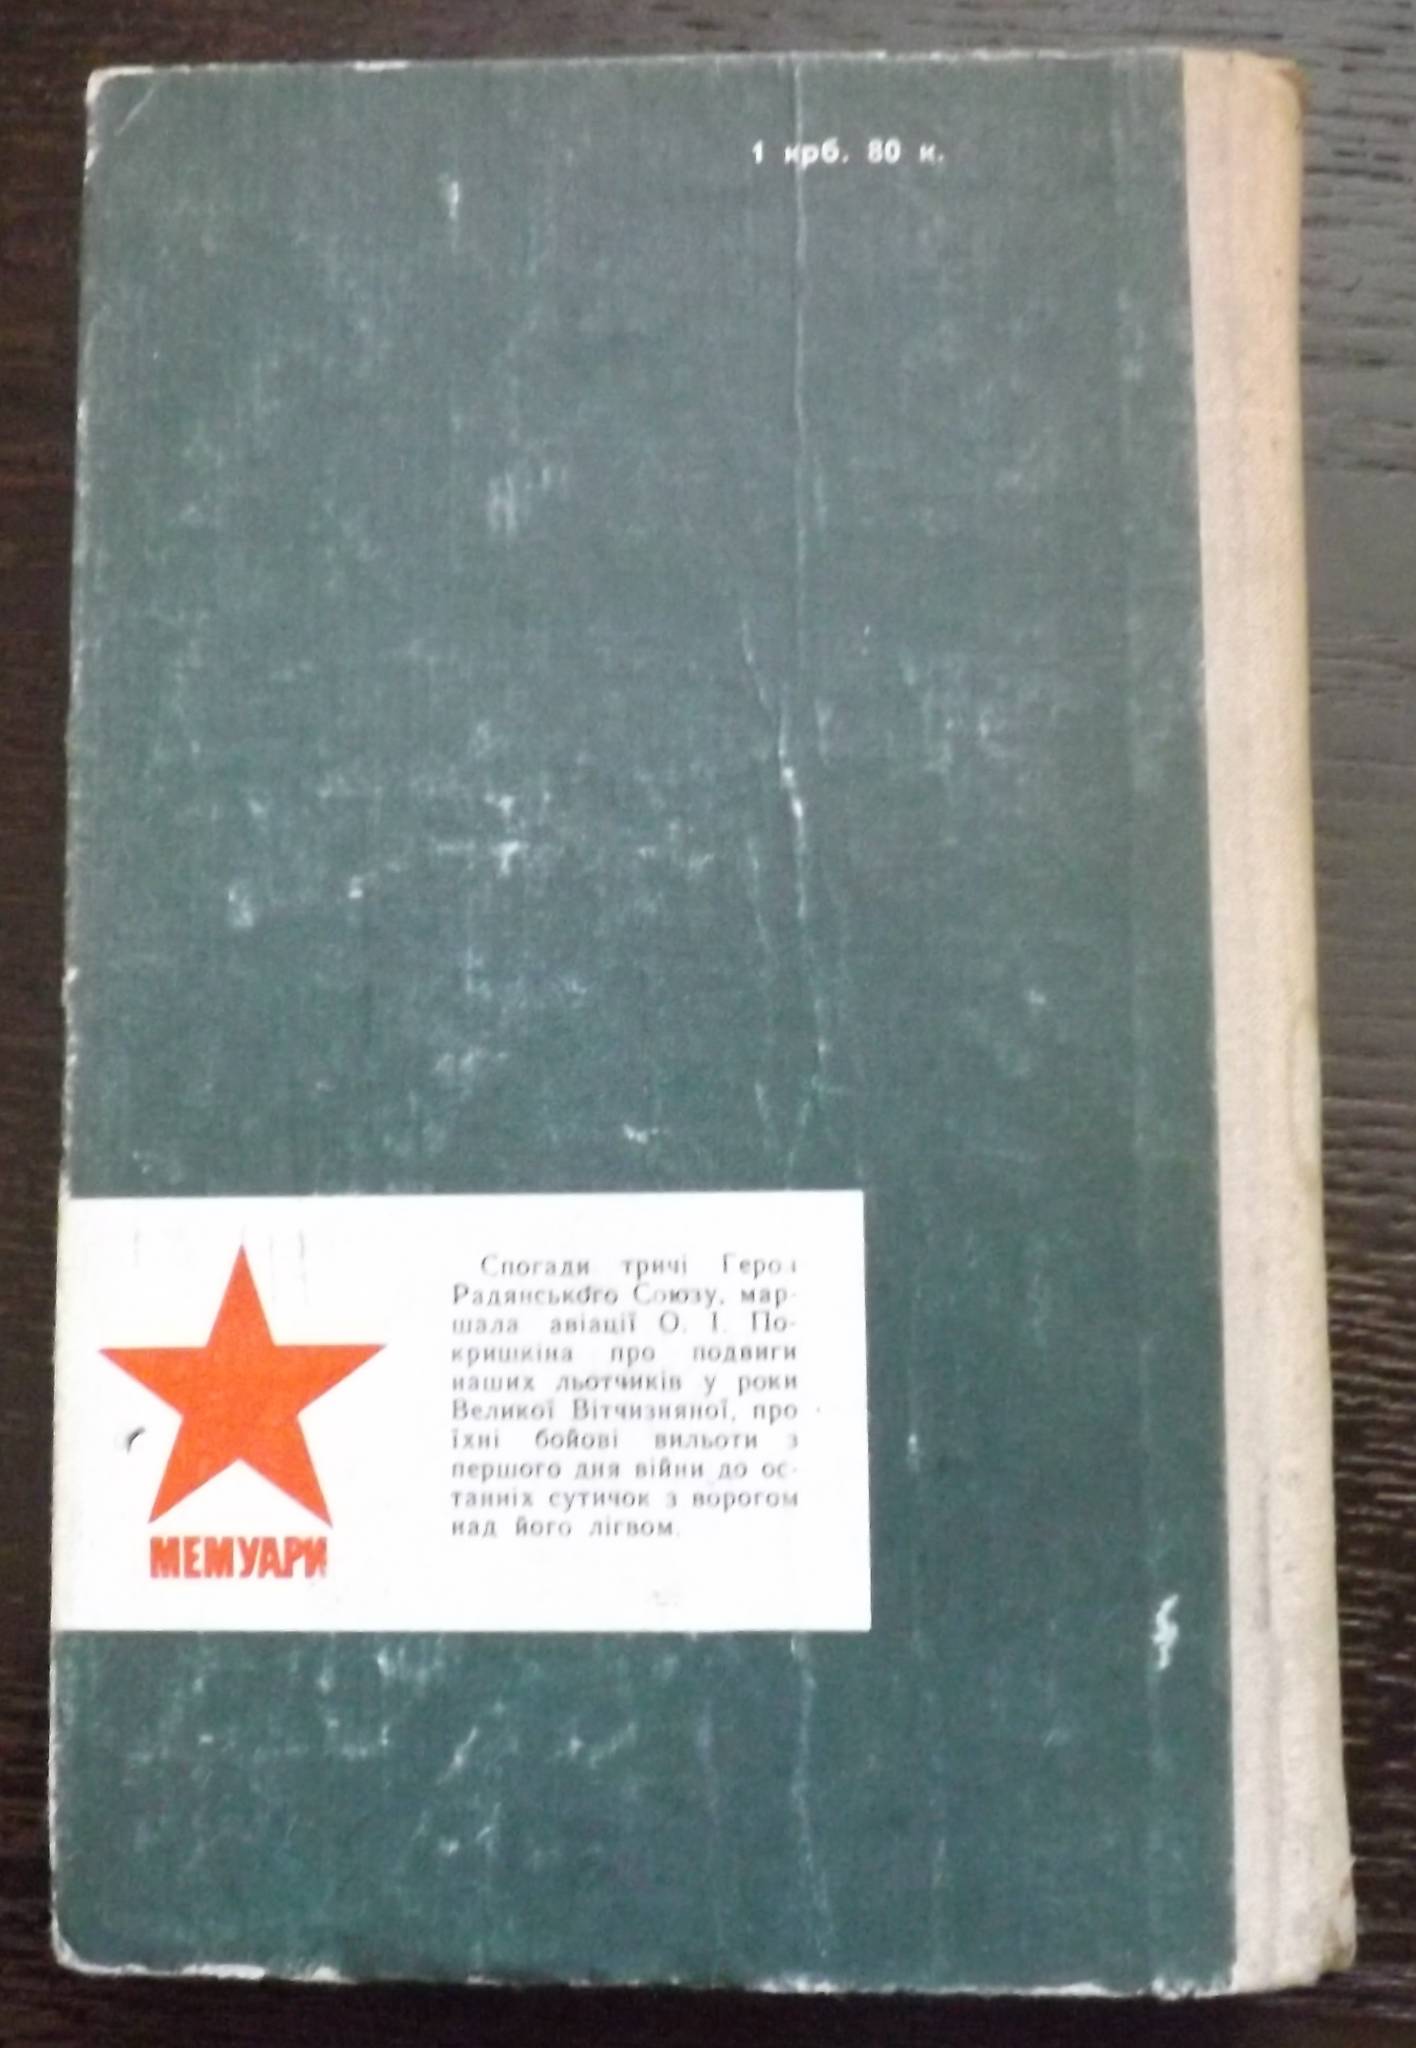 1 крб. 80 к.
Спогади тричі Героя
Радянського Союзу, мар-
шала авіації О. І. По-
кришкіна про подвиги
наших льотчиків у роки
Великої Вітчизняної, про
їхні бойові вильоти з
першого дня війни до ос-
танніх сутичок з ворогом
над його лігвом.
МЕМУАРИ